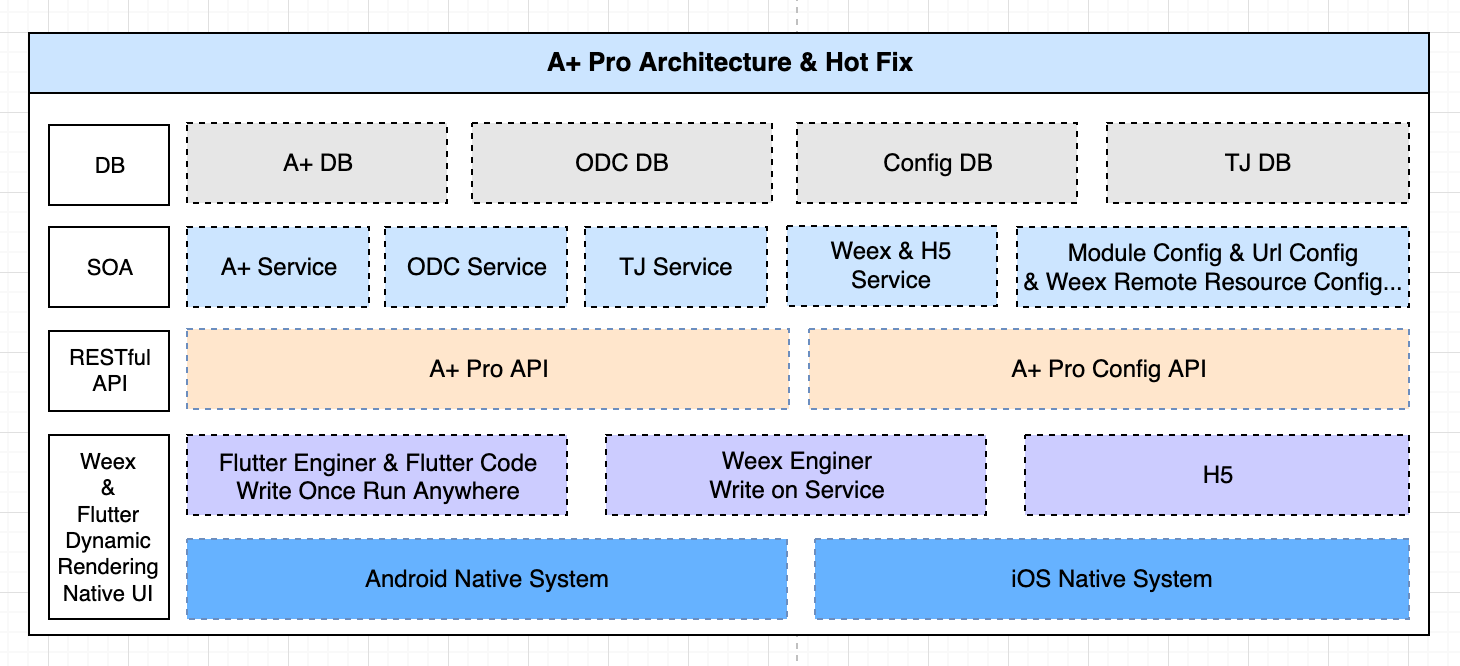 A+ Pro Architecture & Hot Fix
DB
A+ DB
ODC DB
Config DB
TJ DB
SOA
A+ Service
ODC Service
TJ Service
Weex & H5
Service
Module Config & Url Config
& Weex Remote Resource Config...
RESTful
API
A+ Pro API
A+ Pro Config API
Weex
&
Flutter
Dynamic
Rendering
Native UI
Flutter Enginer & Flutter Code
Write Once Run Anywhere
Weex Enginer
Write on Service
H5
Android Native System
iOS Native System